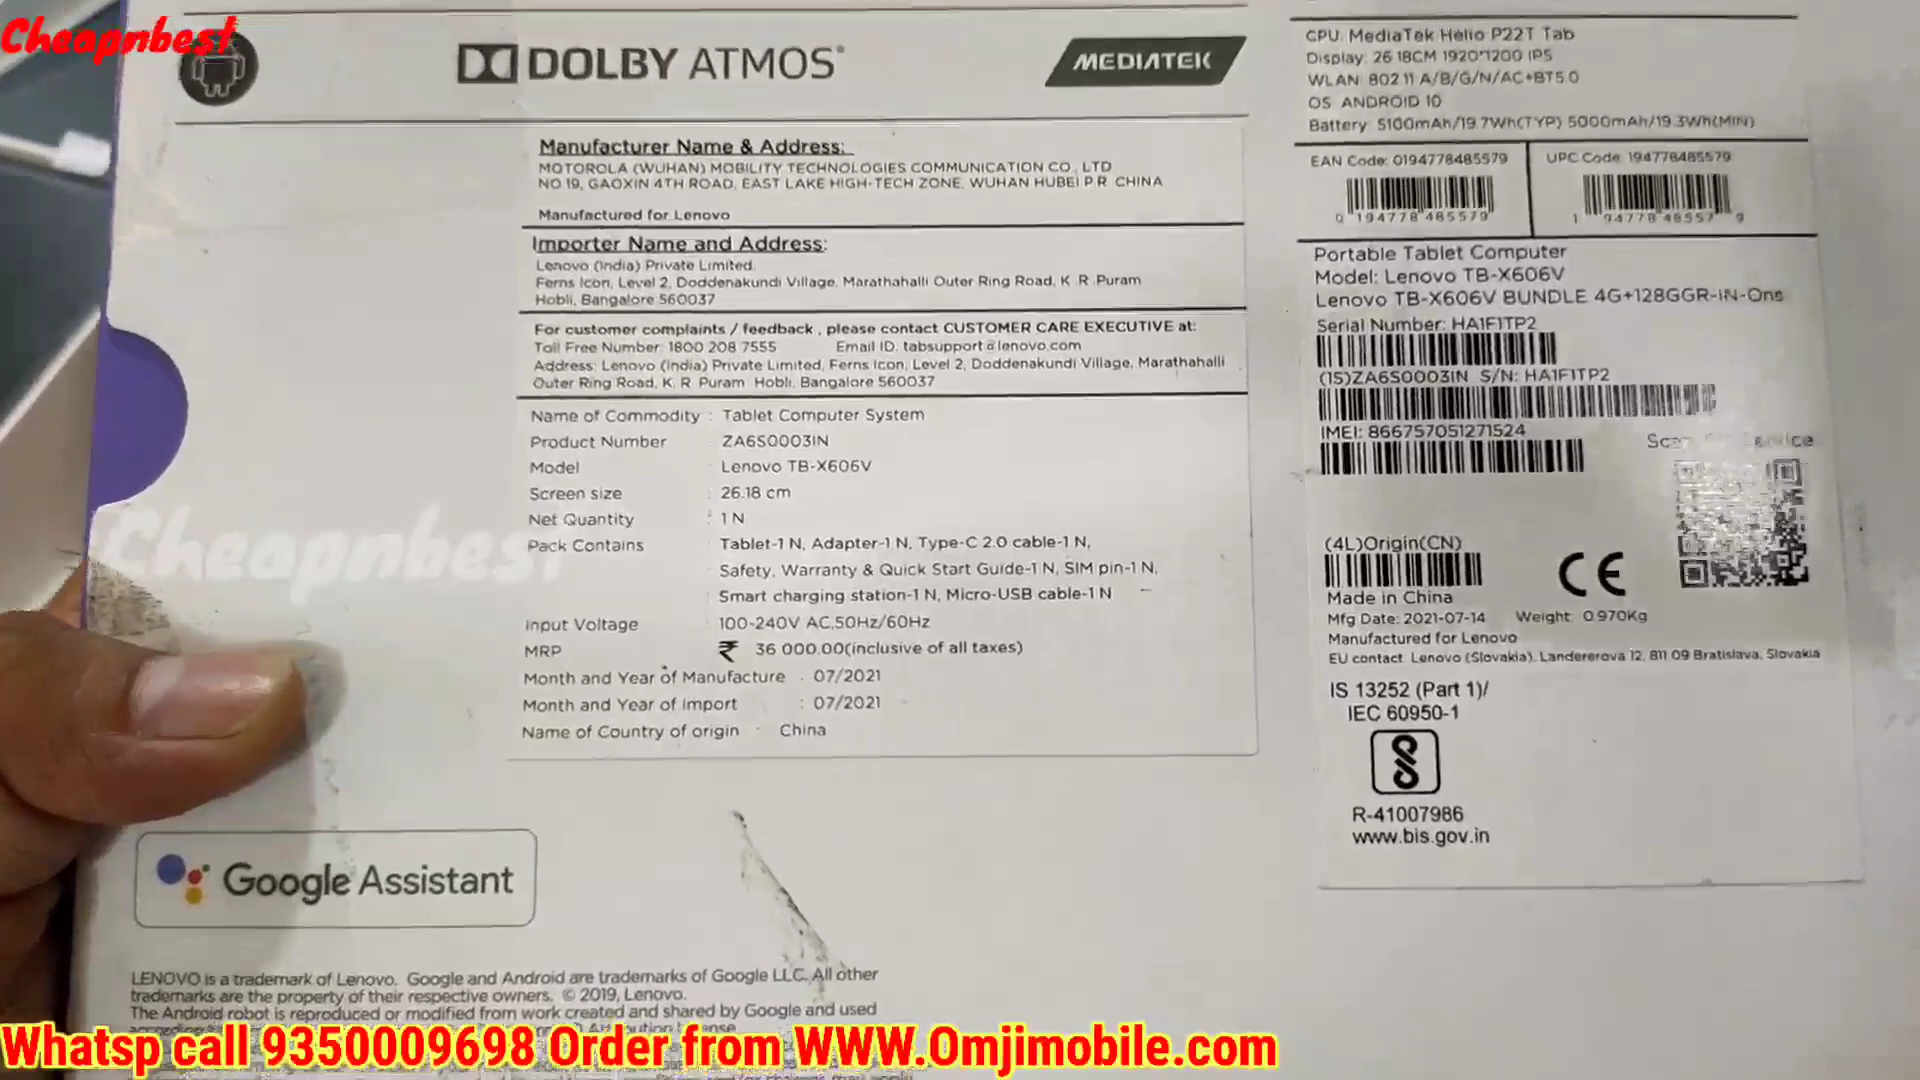 Cheapnbest
DOLBY ATMOS
MEDIATEK
Manufacturer Name & Address:
MOTOROLA (WUHAN) MOBILITY TECHNOLOGIES COMMUNICATION CO., LTD
NO 19, GAOXIN 4TH ROAD, EAST LAKE HIGH-TECH ZONE, WUHAN HUBEI P R CHINA
Manufactured for Lenovo
Importer Name and Address:
Lenovo (India) Private Limited.
Ferns Icon, Level 2, Doddenakundi Village, Marathahalli Outer Ring Road, K R Puram
Hobli, Bangalore 560037
For customer complaints / feedback , please contact CUSTOMER CARE EXECUTIVE at:
Toll Free Number: 1800 208 7555 Email ID. tabsupport@lenovo.com
Address: Lenovo (India) Private Limited, Ferns Icon, Level 2, Doddenakundi Village, Marathahalli
Outer Ring Road, K. R. Puram Hobli, Bangalore 560037
Name of Commodity : Tablet Computer System
Product Number ZA6S0003IN
Model : Lenovo TB-X606V
Screen size : 26.18 cm
Net Quantity : 1 N
Pack Contains Tablet-1 N, Adapter-1 N, Type-C 2.0 cable-1 N,
Safety, Warranty & Quick Start Guide-1 N, SIM pin-1 N,
Smart charging station-1 N, Micro-USB cable-1 N
Input Voltage 100-240V AC,50Hz/60Hz
MRP ₹ 36 000.00(inclusive of all taxes)
Month and Year of Manufacture : 07/2021
Month and Year of Import : 07/2021
Name of Country of origin : China
Cheapnbest
Google Assistant
LENOVO is a trademark of Lenovo. Google and Android are trademarks of Google LLC. All other
trademarks are the property of their respective owners. © 2019, Lenovo.
The Android robot is reproduced or modified from work created and shared by Google and used
CPU: MediaTek Helio P22T Tab
Display: 26.18CM 1920*1200 IPS
WLAN: 802.11 A/B/G/N/AC+BT5.0
OS: ANDROID 10
Battery: 5100mAh/19.7Wh(TYP) 5000mAh/19.3Wh(MIN)
EAN Code: 0194778485579
0 194778 485579
UPC Code: 194778485579
1 94778 48557 9
Portable Tablet Computer
Model: Lenovo TB-X606V
Lenovo TB-X606V BUNDLE 4G+128GGR-IN-One
Serial Number: HA1F1TP2
(1S)ZA6S0003IN S/N: HA1F1TP2
IMEI: 866757051271524
(4L)Origin(CN)
CE
Made in China
Mfg Date: 2021-07-14 Weight: 0.970Kg
Manufactured for Lenovo
EU contact Lenovo (Slovakia), Landererova 12, 811 09 Bratislava, Slovakia
IS 13252 (Part 1)/
IEC 60950-1
R-41007986
www.bis.gov.in
Whatsp call 9350009698 Order from WWW.Omjimobile.com